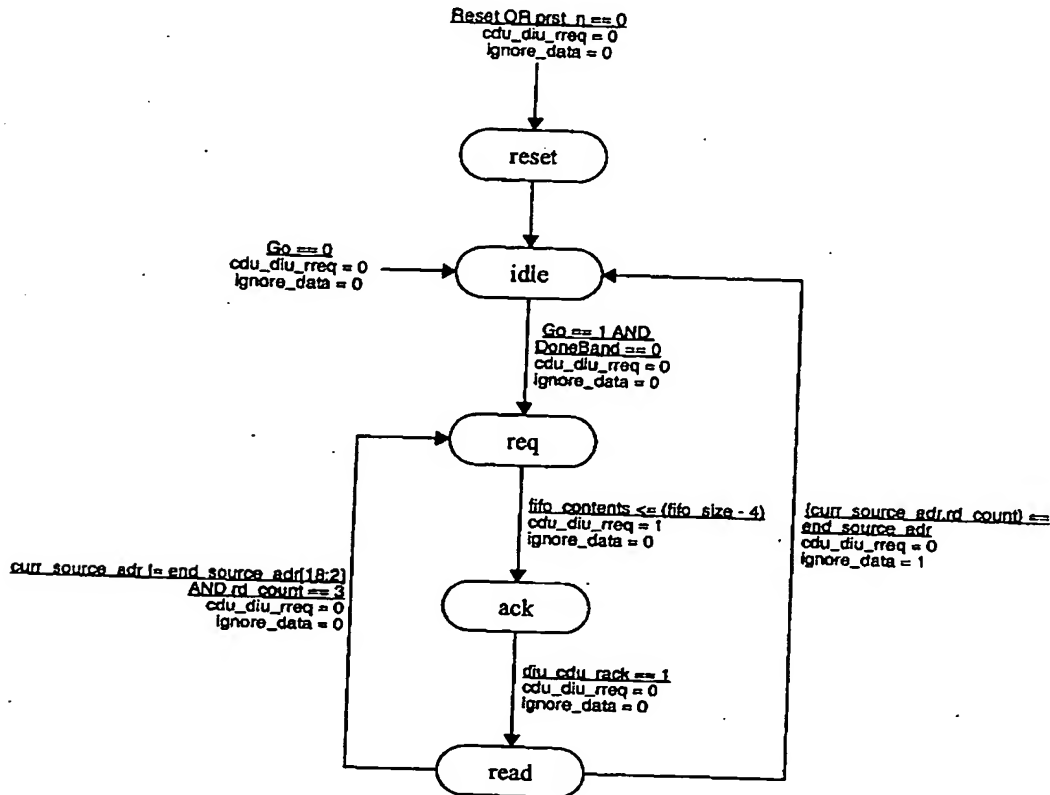 Reset OR prst_n == 0
cdu_diu_rreq = 0
ignore_data = 0
reset
Go == 0
cdu_diu_rreq = 0
ignore_data = 0
idle
Go == 1 AND
DoneBand == 0
cdu_diu_rreq = 0
ignore_data = 0
req
fifo_contents <= (fifo_size - 4)
cdu_diu_rreq = 1
ignore_data = 0
{curr_source_adr,rd_count} ==
end_source_adr
cdu_diu_rreq = 0
ignore_data = 1
curr_source_adr != end_source_adr[18:2]
AND rd_count == 3
cdu_diu_rreq = 0
ignore_data = 0
ack
diu_cdu_rack == 1
cdu_diu_rreq = 0
ignore_data = 0
read